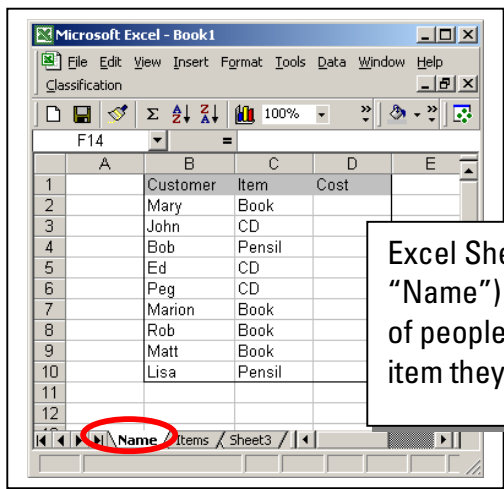 Microsoft Excel - Book1
File Edit View Insert Format Tools Data Window Help
Classification
100%
F14 =
A B C D E
1 Customer Item Cost
2 Mary Book
3 John CD
4 Bob Pensil
5 Ed CD
6 Peg CD
7 Marion Book
8 Rob Book
9 Matt Book
10 Lisa Pensil
11
12
Excel She
“Name”)
of people
item they
Name Items Sheet3